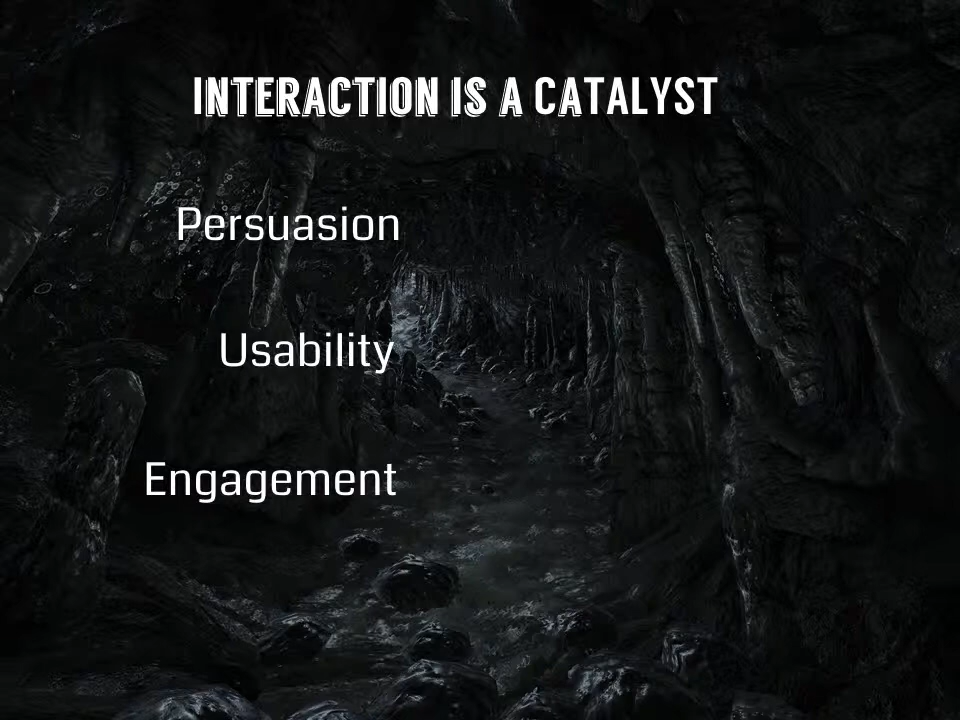 INTERACTION IS A CATALYST
Persuasion
Usability
Engagement